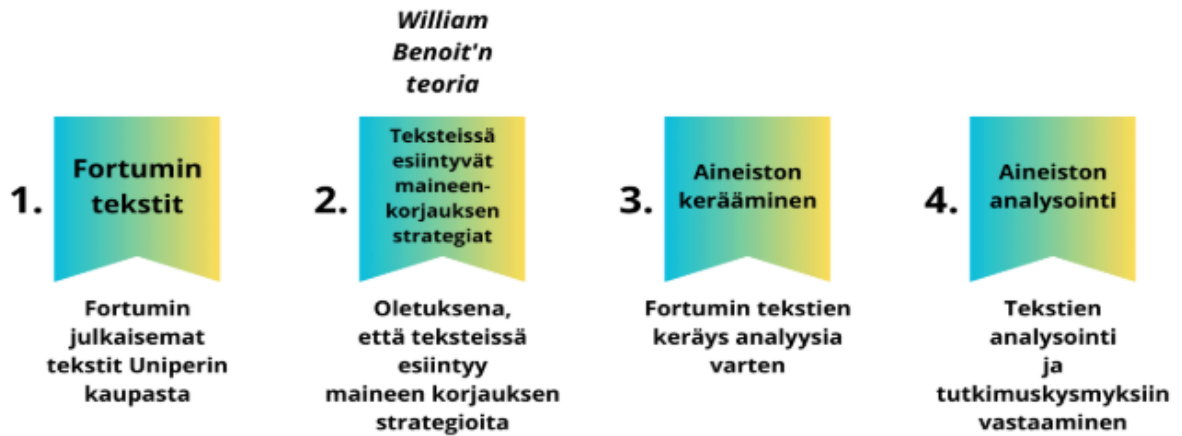 William
Benoit'n
teoria
1.
Fortumin
tekstit
Fortumin
julkaisemat
tekstit Uniperin
kaupasta
2.
Teksteissä
esiintyvät
maineen-
korjauksen
strategiat
Oletuksena,
että teksteissä
esiintyy
maineen korjauksen
strategioita
3.
Aineiston
kerääminen
Fortumin tekstien
keräys analyysia
varten
4.
Aineiston
analysointi
Tekstien
analysointi
ja
tutkimuskysmyksiin
vastaaminen